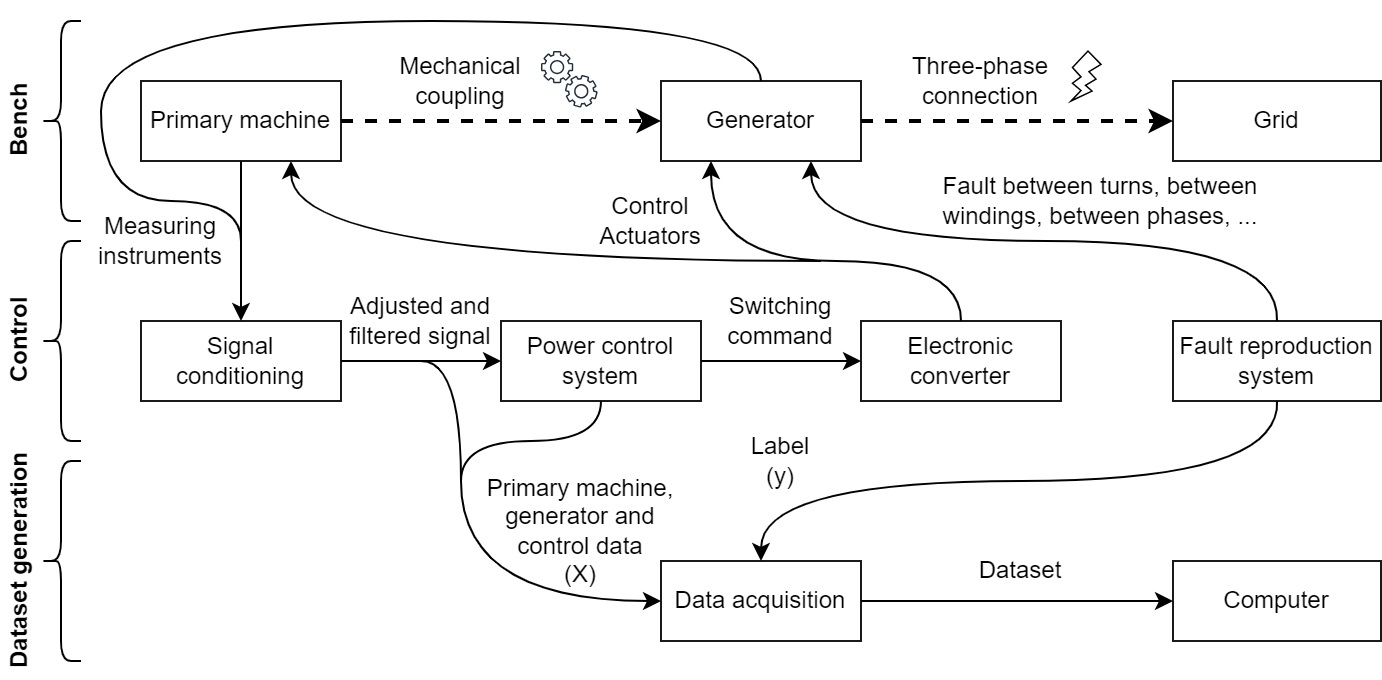 Bench
Mechanical
coupling
Three-phase
connection
Primary machine
Generator
Grid
Fault between turns, between
windings, between phases, ...
Control
Actuators
Measuring
instruments
Control
Adjusted and
filtered signal
Switching
command
Signal
conditioning
Power control
system
Electronic
converter
Fault reproduction
system
Label
(y)
Dataset generation
Primary machine,
generator and
control data
(X)
Data acquisition
Dataset
Computer